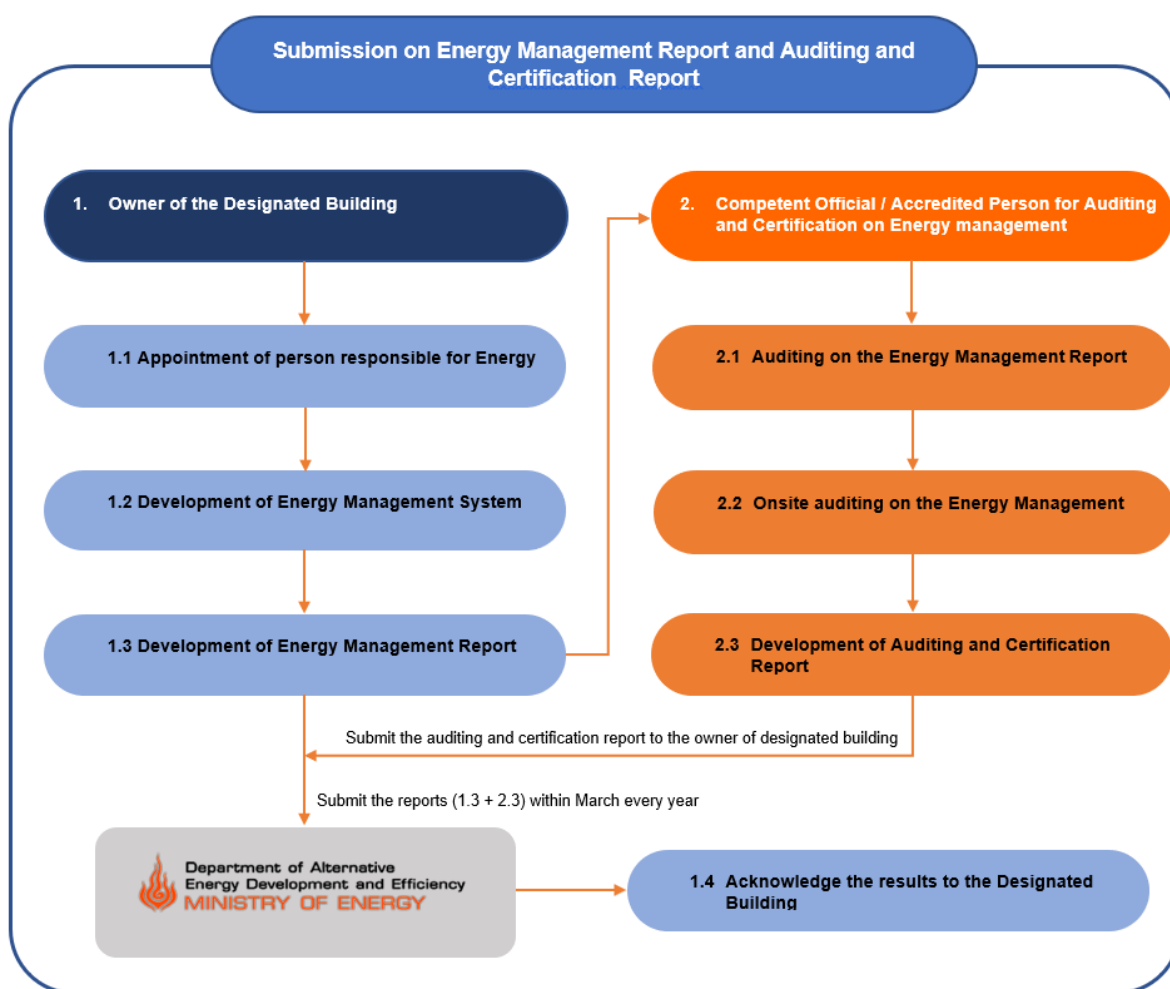 Submission on Energy Management Report and Auditing and
Certification Report
1. Owner of the Designated Building
2. Competent Official / Accredited Person for Auditing
and Certification on Energy management
1.1 Appointment of person responsible for Energy
2.1 Auditing on the Energy Management Report
1.2 Development of Energy Management System
2.2 Onsite auditing on the Energy Management
1.3 Development of Energy Management Report
2.3 Development of Auditing and Certification
Report
Submit the auditing and certification report to the owner of designated building
Submit the reports (1.3 + 2.3) within March every year
Department of Alternative
Energy Development and Efficiency
MINISTRY OF ENERGY
1.4 Acknowledge the results to the Designated
Building